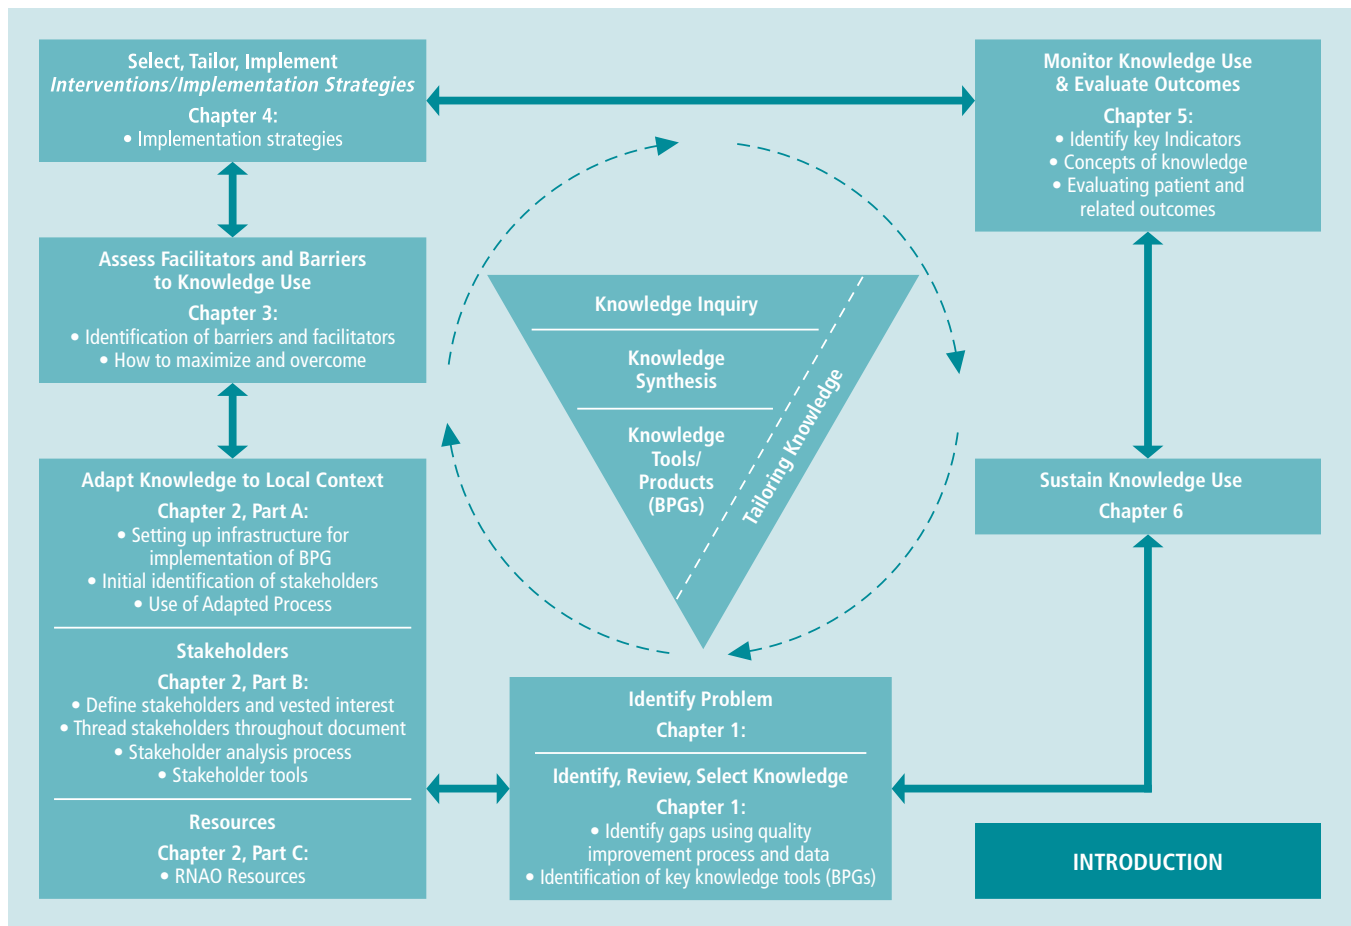 Select, Tailor, Implement
Interventions/Implementation Strategies
Chapter 4:
• Implementation strategies
Monitor Knowledge Use
& Evaluate Outcomes
Chapter 5:
• Identify key Indicators
• Concepts of knowledge
• Evaluating patient and
related outcomes
Assess Facilitators and Barriers
to Knowledge Use
Chapter 3:
• Identification of barriers and facilitators
• How to maximize and overcome
Knowledge Inquiry
Knowledge
Synthesis
Knowledge
Tools/
Products
(BPGs)
Tailoring Knowledge
Adapt Knowledge to Local Context
Chapter 2, Part A:
• Setting up infrastructure for
implementation of BPG
• Initial identification of stakeholders
• Use of Adapted Process
Stakeholders
Chapter 2, Part B:
• Define stakeholders and vested interest
• Thread stakeholders throughout document
• Stakeholder analysis process
• Stakeholder tools
Resources
Chapter 2, Part C:
• RNAO Resources
Sustain Knowledge Use
Chapter 6
Identify Problem
Chapter 1:
Identify, Review, Select Knowledge
Chapter 1:
• Identify gaps using quality
improvement process and data
• Identification of key knowledge tools (BPGs)
INTRODUCTION